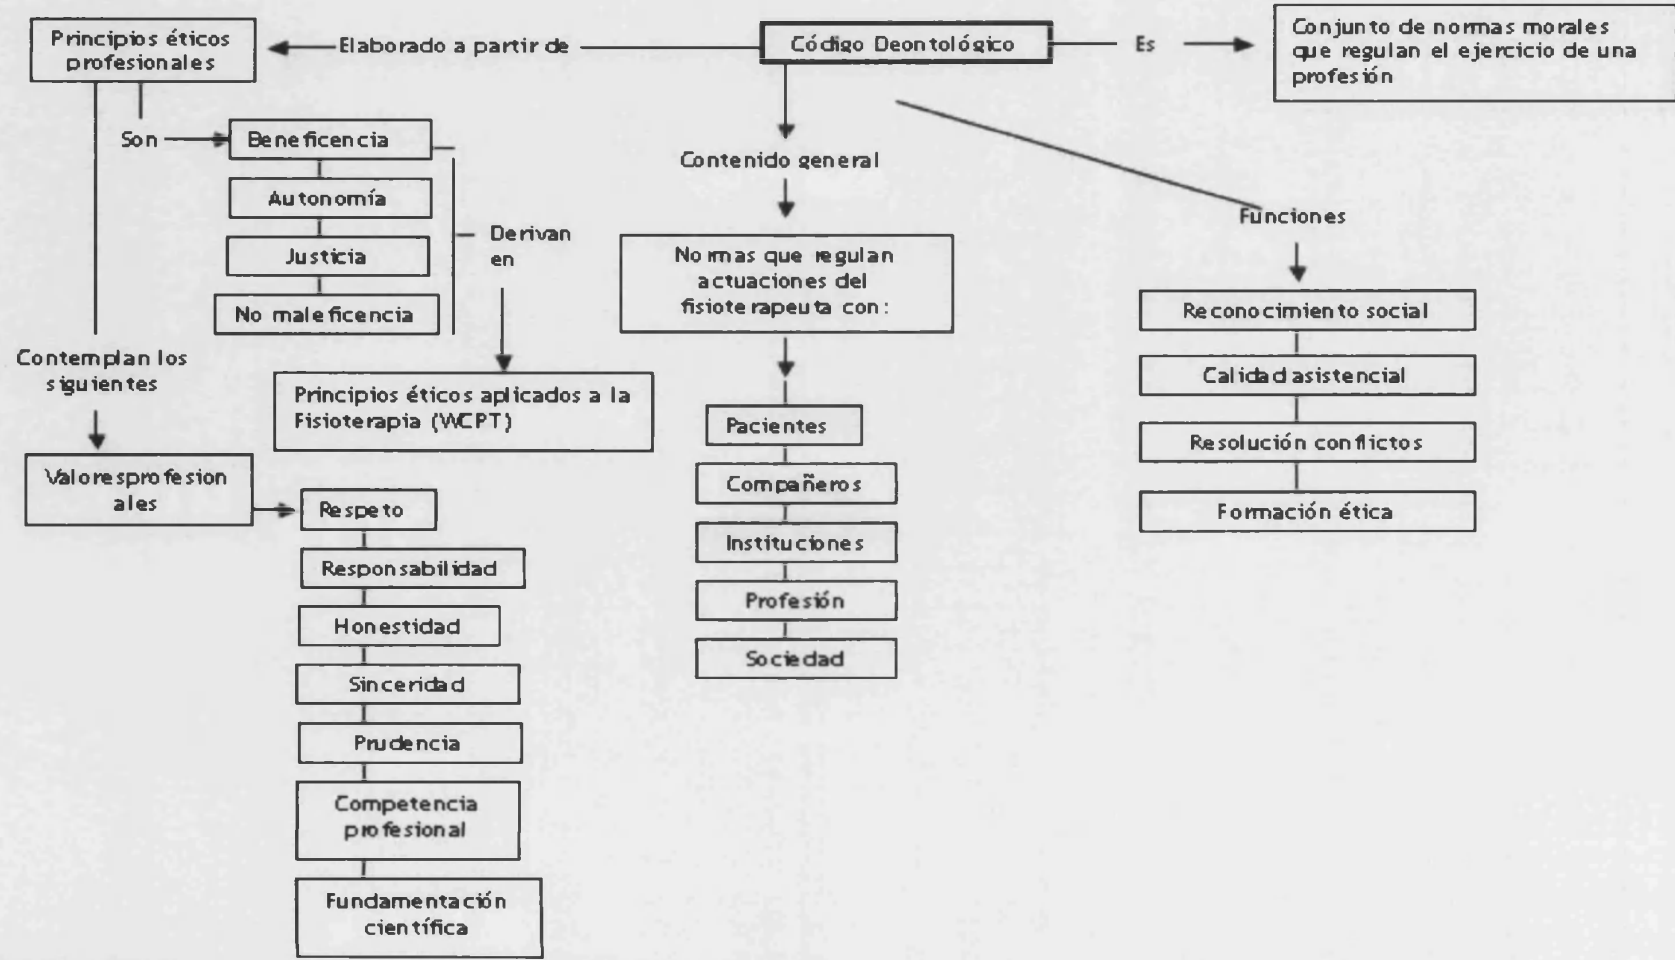 Principios éticos
profesionales
Elaborado a partir de
Código Deontológico
Es
Conjunto de normas morales
que regulan el ejercicio de una
profesión
Son
Beneficencia
Autonomía
Justicia
No maleficencia
Derivan
en
Principios éticos aplicados a la
Fisioterapia (WCPT)
Contemplan los
siguientes
Valoresprofesion
ales
Respeto
Responsabilidad
Honestidad
Sinceridad
Prudencia
Competencia
profesional
Fundamentación
científica
Contenido general
Normas que regulan
actuaciones del
fisioterapeuta con:
Pacientes
Compañeros
Instituciones
Profesión
Sociedad
Funciones
Reconocimiento social
Calidad asistencial
Resolución conflictos
Formación ética